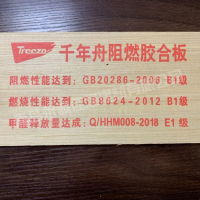 Treezo
千年舟阻燃胶合板
阻燃性能达到：GB20286-2006 B1级
燃烧性能达到：GB8624-2012 B1级
甲醛释放量达成：Q/HHM008-2018 E1 级